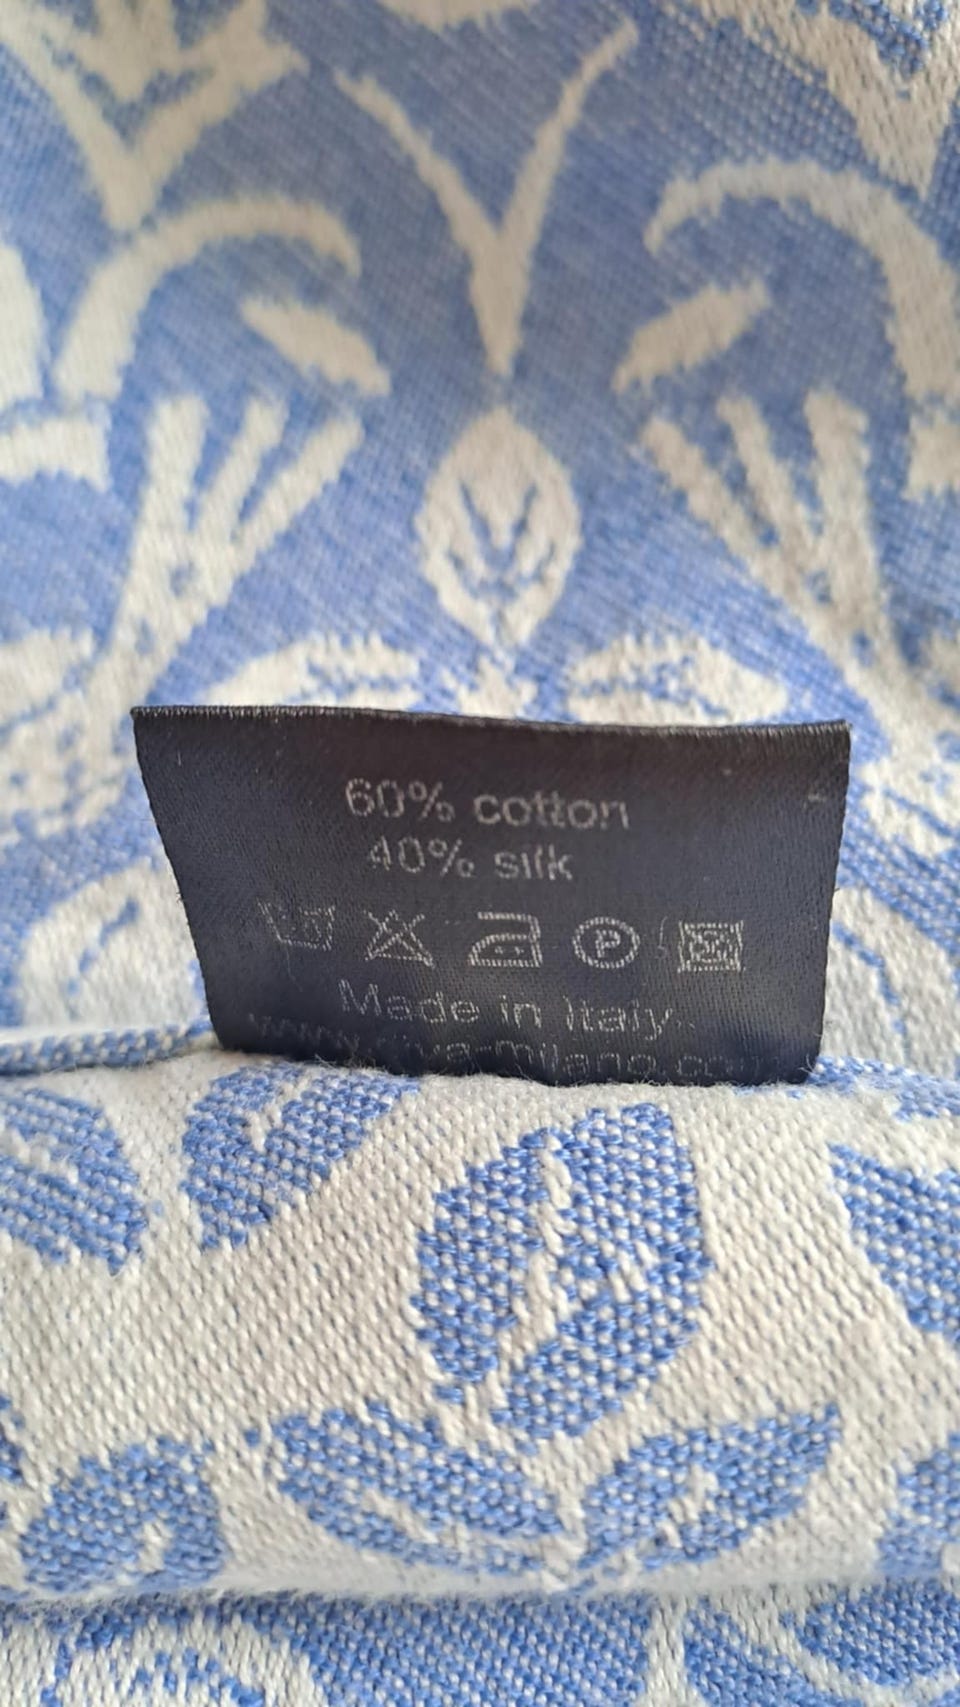 60% cotton
40% silk
P
Made in Italy